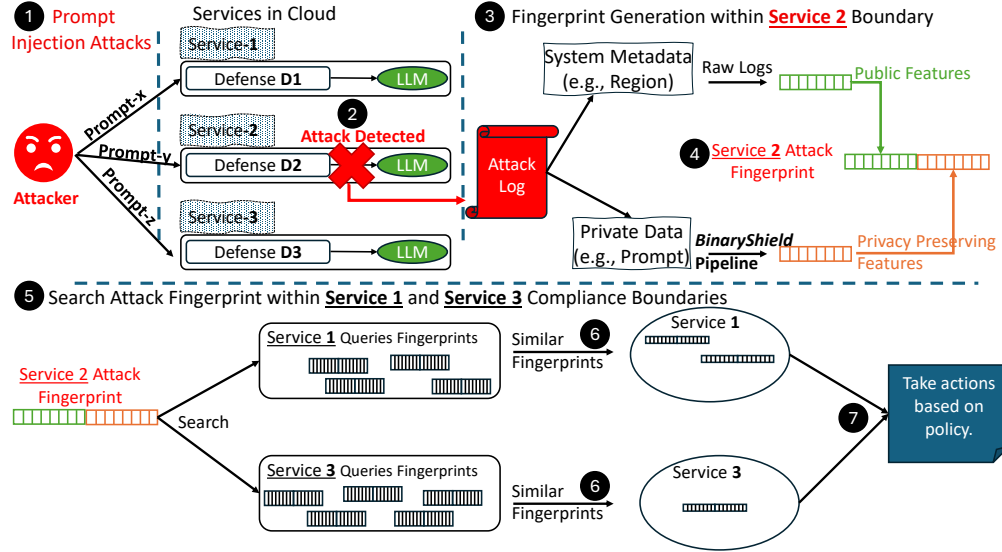 1 Prompt
Injection Attacks
Services in Cloud
Service-1
Defense D1
LLM
Prompt-x
Attacker
Prompt-y
Service-2
2
Attack Detected
Defense D2
LLM
Prompt-z
Service-3
Defense D3
LLM
3 Fingerprint Generation within Service 2 Boundary
System Metadata
(e.g., Region)
Raw Logs
Public Features
Attack
Log
4 Service 2 Attack
Fingerprint
Private Data
(e.g., Prompt)
BinaryShield
Pipeline
Privacy Preserving
Features
5 Search Attack Fingerprint within Service 1 and Service 3 Compliance Boundaries
Service 2 Attack
Fingerprint
Search
Service 1 Queries Fingerprints
Similar 6
Fingerprints
Service 1
Service 3 Queries Fingerprints
Similar 6
Fingerprints
Service 3
7
Take actions
based on
policy.